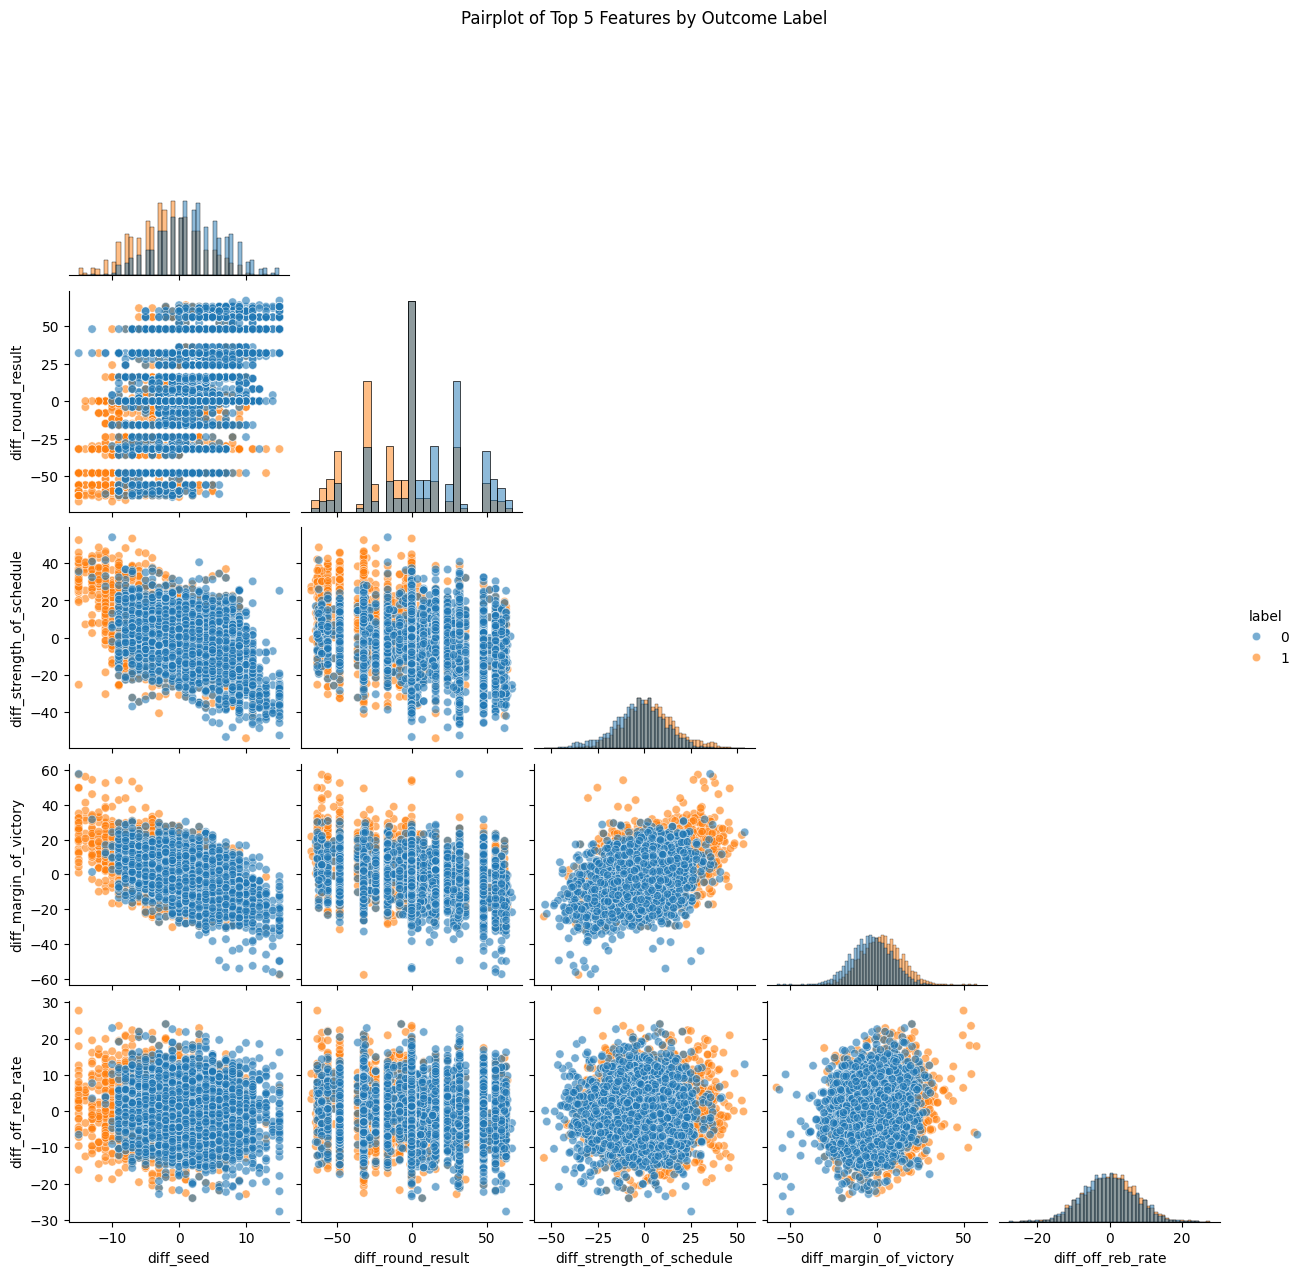 Pairplot of Top 5 Features by Outcome Label
diff_round_result
50
25
0
−25
−50
diff_strength_of_schedule
40
20
0
−20
−40
label
0
1
diff_margin_of_victory
60
40
20
0
−20
−40
−60
diff_off_reb_rate
30
20
10
0
−10
−20
−30
−10 0 10
−50 0 50
−50 −25 0 25 50
−50 0 50
−20 0 20
diff_seed
diff_round_result
diff_strength_of_schedule
diff_margin_of_victory
diff_off_reb_rate